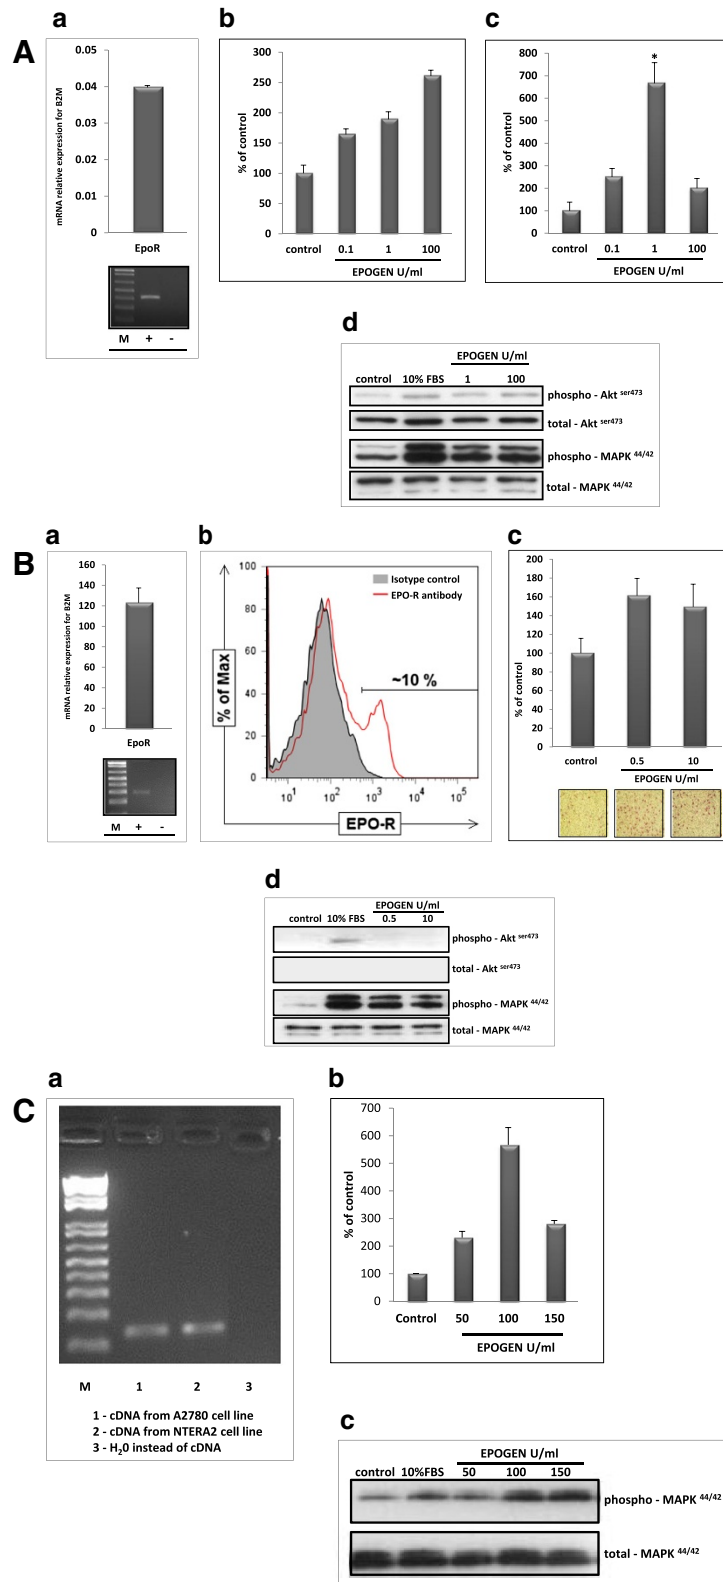 A
a
mRNA relative expression for B2M
0.05
0.04
0.03
0.02
0.01
0
EpoR
M + -
b
% of control
300
250
200
150
100
50
0
control 0.1 1 100
EPOGEN U/ml
c
% of control
800
700
600
500
400
300
200
100
0
*
control 0.1 1 100
EPOGEN U/ml
d
EPOGEN U/ml
control 10% FBS 1 100
phospho - Akt ser473
total - Akt ser473
phospho - MAPK 44/42
total - MAPK 44/42
B
a
mRNA relative expression for B2M
160
140
120
100
80
60
40
20
0
EpoR
M + -
b
% of Max
100
80
60
40
20
0
Isotype control
EPO-R antibody
~10 %
10¹ 10² 10³ 10⁴ 10⁵
EPO-R
c
% of control
200
180
160
140
120
100
80
60
40
20
0
control 0.5 10
EPOGEN U/ml
d
EPOGEN U/ml
control 10% FBS 0.5 10
phospho - Akt ser473
total - Akt ser473
phospho - MAPK 44/42
total - MAPK 44/42
C
a
M 1 2 3
1 - cDNA from A2780 cell line
2 - cDNA from NTERA2 cell line
3 - H₂0 instead of cDNA
b
% of control
700
600
500
400
300
200
100
0
Control 50 100 150
EPOGEN U/ml
c
EPOGEN U/ml
control 10%FBS 50 100 150
phospho - MAPK 44/42
total - MAPK 44/42